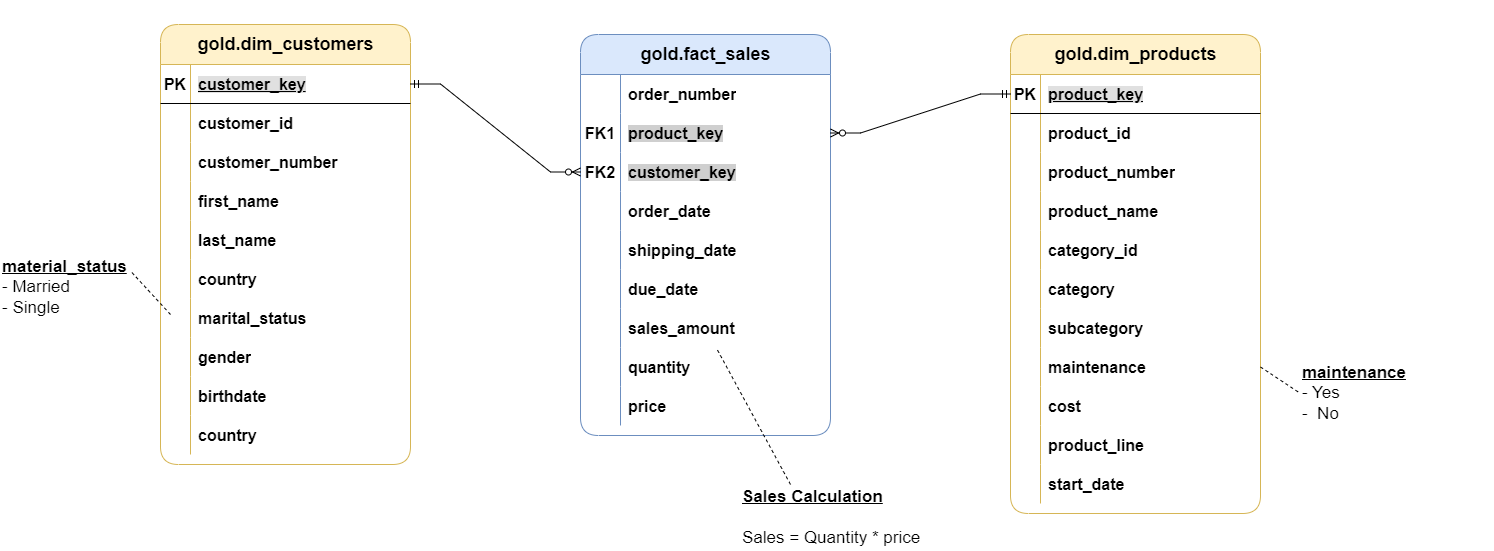 gold.dim_customers
PK customer_key
customer_id
customer_number
first_name
last_name
country
marital_status
gender
birthdate
country
material_status
- Married
- Single
gold.fact_sales
order_number
FK1 product_key
FK2 customer_key
order_date
shipping_date
due_date
sales_amount
quantity
price
Sales Calculation
Sales = Quantity * price
gold.dim_products
PK product_key
product_id
product_number
product_name
category_id
category
subcategory
maintenance
cost
product_line
start_date
maintenance
- Yes
- No